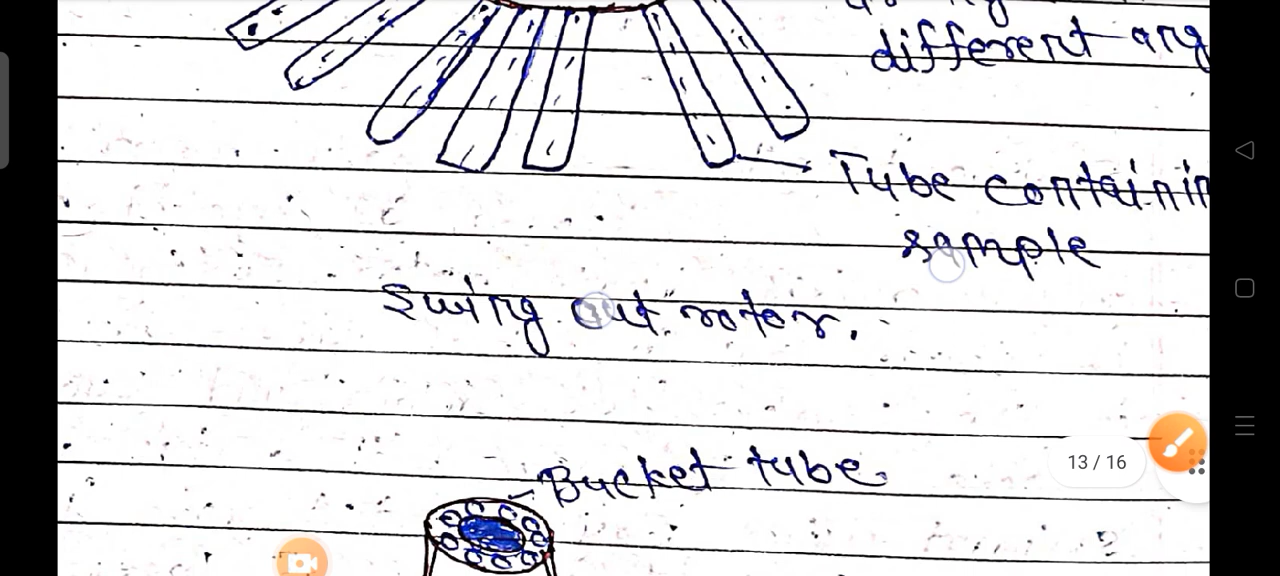 different ang
Tube containin
sample
Swing out rotor.
Bucket tube.
13 / 16